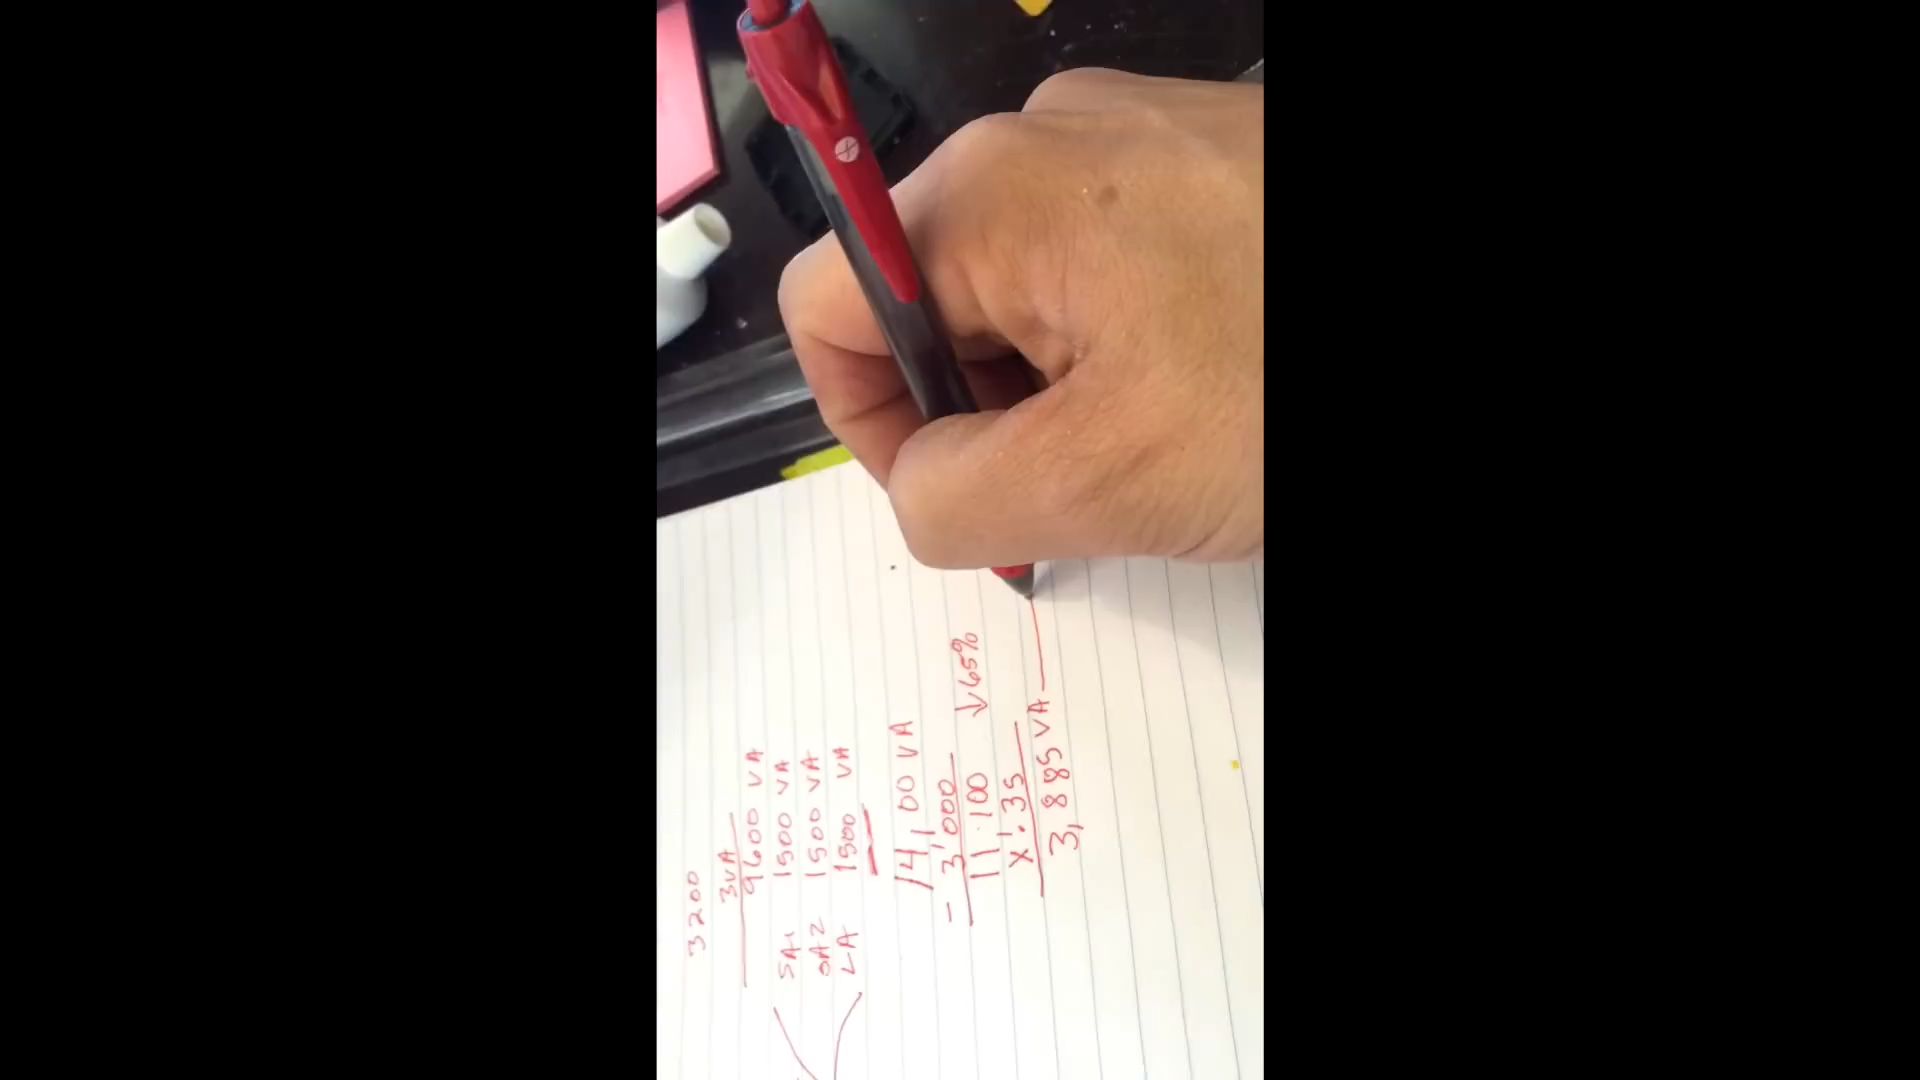 3200
3VA
9600 VA
SA1 1500 VA
SA2 1500 VA
LA 1500 VA
14,100 VA
- 3,000
11,100 ↓65%
x .35
3,885 VA